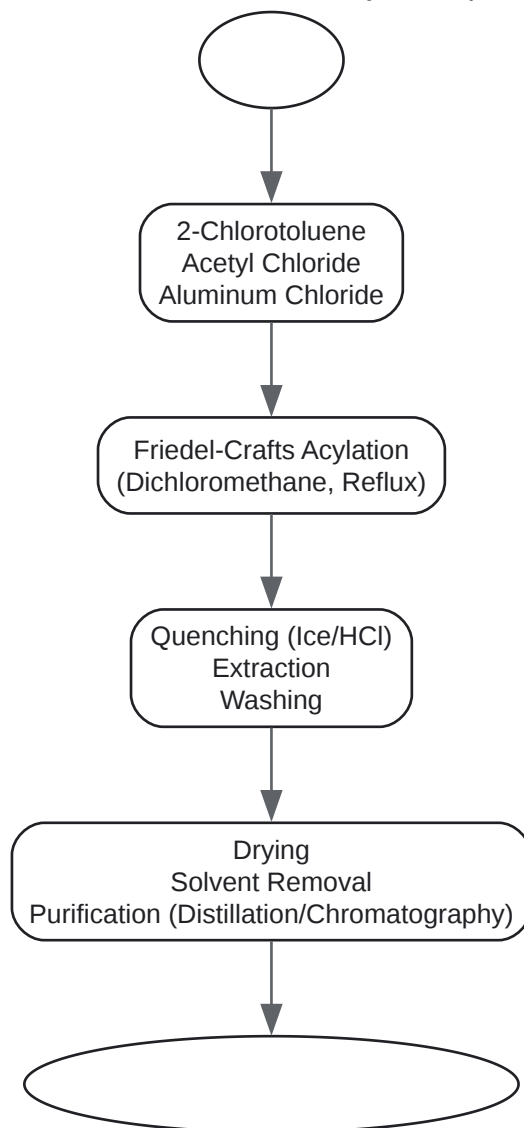 2-Chlorotoluene
Acetyl Chloride
Aluminum Chloride
Friedel-Crafts Acylation
(Dichloromethane, Reflux)
Quenching (Ice/HCl)
Extraction
Washing
Drying
Solvent Removal
Purification (Distillation/Chromatography)